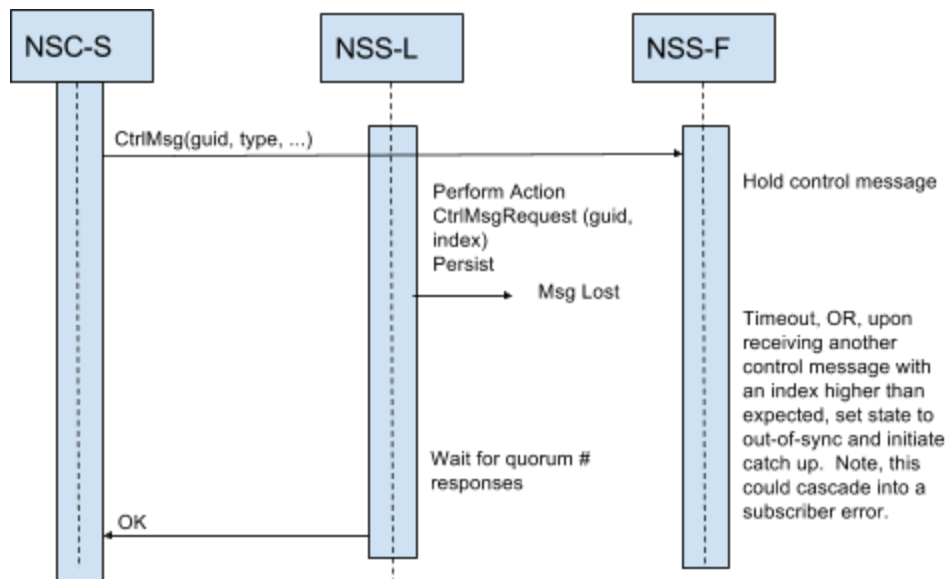 NSC-S
NSS-L
NSS-F
CtrlMsg(guid, type, ...)
Hold control message
Perform Action
CtrlMsgRequest (guid,
index)
Persist
Msg Lost
Timeout, OR, upon
receiving another
control message with
an index higher than
expected, set state to
out-of-sync and initiate
catch up.  Note, this
could cascade into a
subscriber error.
Wait for quorum #
responses
OK